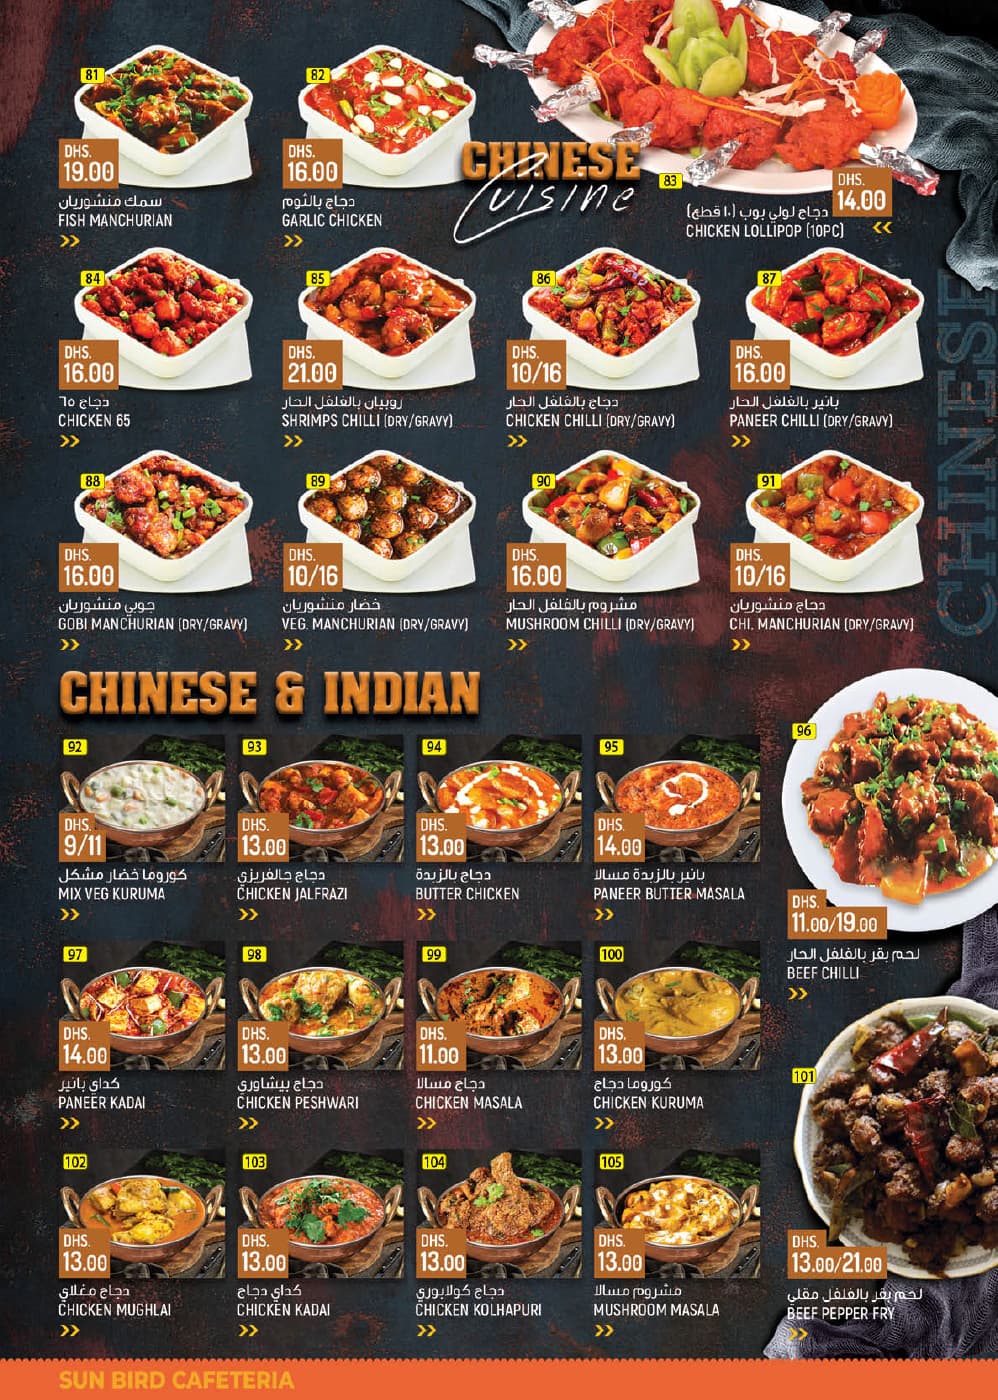 81
DHS.
19.00
سمك منشوريان
FISH MANCHURIAN
82
DHS.
16.00
دجاج بالثوم
GARLIC CHICKEN
CHINESE
Cuisine
83
DHS.
14.00
دجاج لولي بوب (١٠ قطع)
CHICKEN LOLLIPOP (10PC)
84
DHS.
16.00
دجاج ٦٥
CHICKEN 65
85
DHS.
21.00
روبيان بالفلفل الحار
SHRIMPS CHILLI (DRY/GRAVY)
86
DHS.
10/16
دجاج بالفلفل الحار
CHICKEN CHILLI (DRY/GRAVY)
87
DHS.
16.00
بانير بالفلفل الحار
PANEER CHILLI (DRY/GRAVY)
CHINESE
88
DHS.
16.00
جوبي منشوريان
GOBI MANCHURIAN (DRY/GRAVY)
89
DHS.
10/16
خضار منشوريان
VEG. MANCHURIAN (DRY/GRAVY)
90
DHS.
16.00
مشروم بالفلفل الحار
MUSHROOM CHILLI (DRY/GRAVY)
91
DHS.
10/16
دجاج منشوريان
CHI. MANCHURIAN (DRY/GRAVY)
CHINESE & INDIAN
92
DHS.
9/11
كوروما خضار مشكل
MIX VEG KURUMA
93
DHS.
13.00
دجاج جالفريزي
CHICKEN JALFRAZI
94
DHS.
13.00
دجاج بالزبدة
BUTTER CHICKEN
95
DHS.
14.00
بانير بالزبدة مسالا
PANEER BUTTER MASALA
96
DHS.
11.00/19.00
لحم بقر بالفلفل الحار
BEEF CHILLI
97
DHS.
14.00
كداي بانير
PANEER KADAI
98
DHS.
13.00
دجاج بيشاوري
CHICKEN PESHWARI
99
DHS.
11.00
دجاج مسالا
CHICKEN MASALA
100
DHS.
13.00
كوروما دجاج
CHICKEN KURUMA
101
DHS.
13.00/21.00
لحم بقر بالفلفل مقلي
BEEF PEPPER FRY
102
DHS.
13.00
دجاج مغلاي
CHICKEN MUGHLAI
103
DHS.
13.00
كداي دجاج
CHICKEN KADAI
104
DHS.
13.00
دجاج كولابوري
CHICKEN KOLHAPURI
105
DHS.
13.00
مشروم مسالا
MUSHROOM MASALA
SUN BIRD CAFETERIA